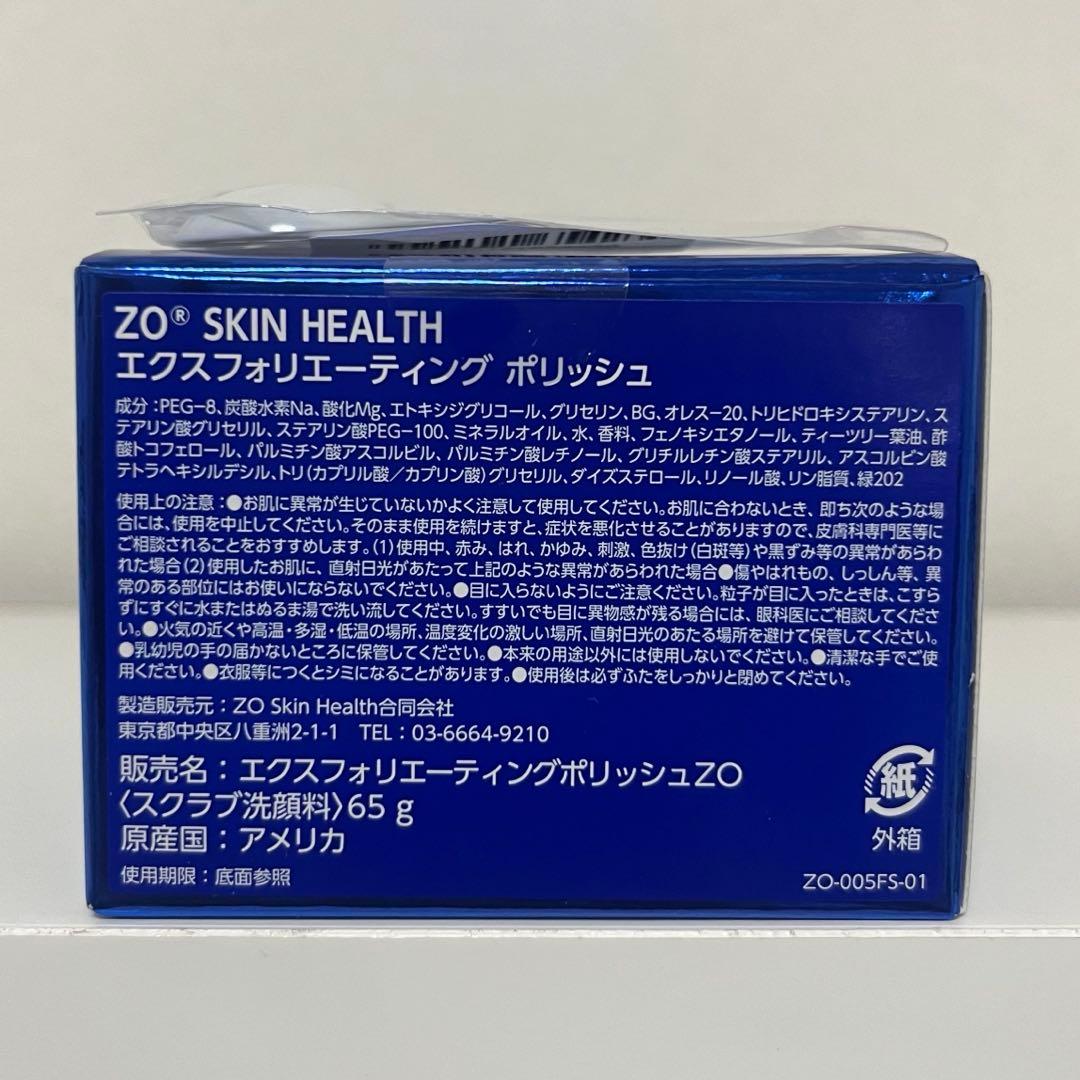 ZO® SKIN HEALTH
エクスフォリエーティング ポリッシュ
成分：PEG-8、炭酸水素Na、酸化Mg、エトキシジグリコール、グリセリン、BG、オレス-20、トリヒドロキシステアリン、ス
テアリン酸グリセリル、ステアリン酸PEG-100、ミネラルオイル、水、香料、フェノキシエタノール、ティーツリー葉油、酢
酸トコフェロール、パルミチン酸アスコルビル、パルミチン酸レチノール、グリチルレチン酸ステアリル、アスコルビン酸
テトラヘキシルデシル、トリ（カプリル酸／カプリン酸）グリセリル、ダイズステロール、リノール酸、リン脂質、緑202
使用上の注意：●お肌に異常が生じていないかよく注意して使用してください。お肌に合わないとき、即ち次のような場
合には、使用を中止してください。そのまま使用を続けますと、症状を悪化させることがありますので、皮膚科専門医等に
ご相談されることをおすすめします。（1）使用中、赤み、はれ、かゆみ、刺激、色抜け（白斑等）や黒ずみ等の異常があらわ
れた場合（2）使用したお肌に、直射日光があたって上記のような異常があらわれた場合●傷やはれもの、しっしん等、異
常のある部位にはお使いにならないでください。●目に入らないようにご注意ください。粒子が目に入ったときは、こすら
ずにすぐに水またはぬるま湯で洗い流してください。すすいでも目に異物感が残る場合には、眼科医にご相談してくださ
い。●火気の近くや高温・多湿・低温の場所、温度変化の激しい場所、直射日光のあたる場所を避けて保管してください。
●乳幼児の手の届かないところに保管してください。●本来の用途以外には使用しないでください。●清潔な手でご使
用ください。●衣服等につくとシミになることがあります。●使用後は必ずふたをしっかりと閉めてください。
製造販売元：ZO Skin Health合同会社
東京都中央区八重洲2-1-1　TEL：03-6664-9210
販売名：エクスフォリエーティングポリッシュZO
〈スクラブ洗顔料〉65 g
原産国：アメリカ
使用期限：底面参照
紙
外箱
ZO-005FS-01